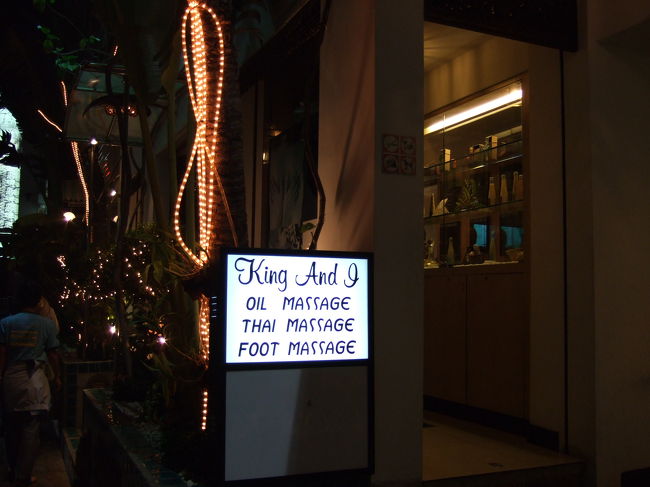 King And I
OIL MASSAGE
THAI MASSAGE
FOOT MASSAGE